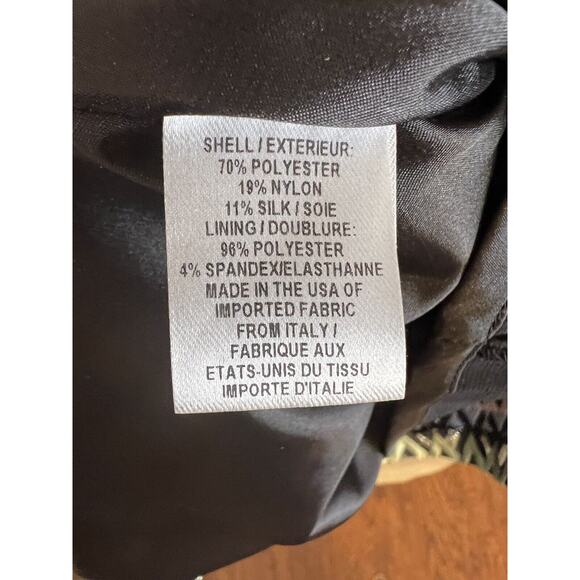 SHELL / EXTERIEUR:
70% POLYESTER
19% NYLON
11% SILK / SOIE
LINING / DOUBLURE:
96% POLYESTER
4% SPANDEX/ELASTHANNE
MADE IN THE USA OF
IMPORTED FABRIC
FROM ITALY /
FABRIQUE AUX
ETATS-UNIS DU TISSU
IMPORTE D'ITALIE